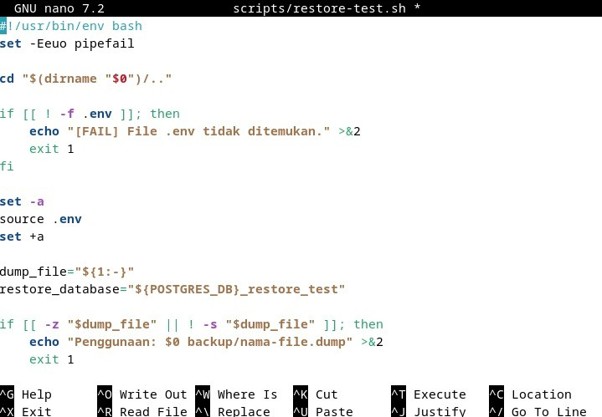 GNU nano 7.2 scripts/restore-test.sh *
#!/usr/bin/env bash
set -Eeuo pipefail
cd "$(dirname "$0")/.."
if [[ ! -f .env ]]; then
echo "[FAIL] File .env tidak ditemukan." >&2
exit 1
fi
set -a
source .env
set +a
dump_file="${1:-}"
restore_database="${POSTGRES_DB}_restore_test"
if [[ -z "$dump_file" || ! -s "$dump_file" ]]; then
echo "Penggunaan: $0 backup/nama-file.dump" >&2
exit 1
^G Help ^O Write Out ^W Where Is ^K Cut ^T Execute ^C Location
^X Exit ^R Read File ^\ Replace ^U Paste ^J Justify ^/ Go To Line